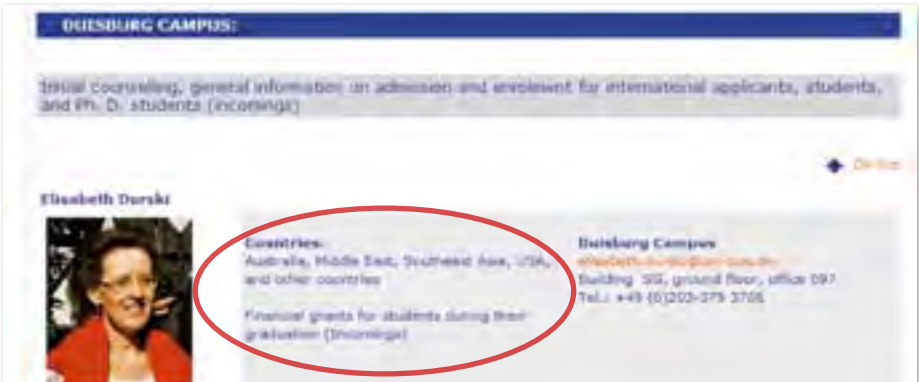 DUISBURG CAMPUS:
Initial counseling, general information on admission and enrolment for international applicants, students,
and Ph. D. students (incomings)
Elisabeth Durski
Countries:
Australia, Middle East, Southeast Asia, USA,
and other countries
Financial grants for students during their
graduation (Incomings)
Duisburg Campus
Building SG, ground floor, office 097
Tel.: +49 (0)203-379